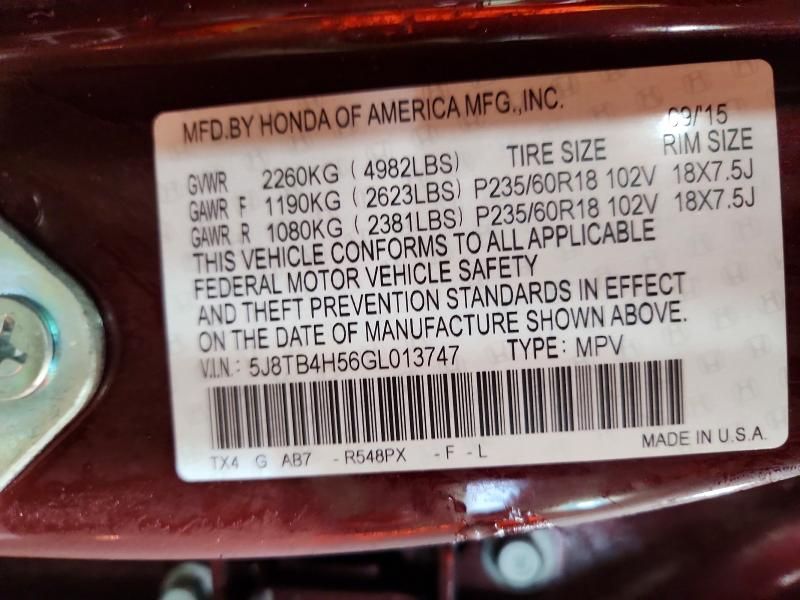 MFD.BY HONDA OF AMERICA MFG.,INC. 09/'15
TIRE SIZE RIM SIZE
GVWR 2260KG ( 4982LBS)
GAWR F 1190KG ( 2623LBS) P235/60R18 102V 18X7.5J
GAWR R 1080KG ( 2381LBS) P235/60R18 102V 18X7.5J
THIS VEHICLE CONFORMS TO ALL APPLICABLE
FEDERAL MOTOR VEHICLE SAFETY
AND THEFT PREVENTION STANDARDS IN EFFECT
ON THE DATE OF MANUFACTURE SHOWN ABOVE.
V.I.N.: 5J8TB4H56GL013747 TYPE: MPV
TX4 G AB7 - R548PX - F - L MADE IN U.S.A.